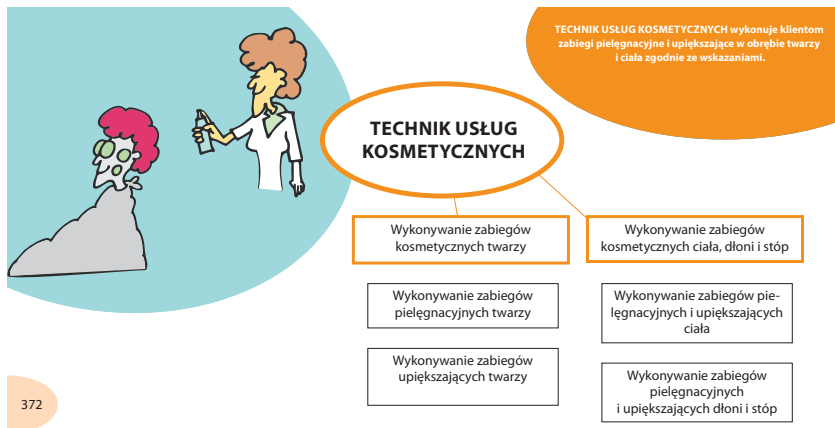 TECHNIK USŁUG KOSMETYCZNYCH wykonuje klientom
zabiegi pielęgnacyjne i upiększające w obrębie twarzy
i ciała zgodnie ze wskazaniami.
TECHNIK USŁUG
KOSMETYCZNYCH
Wykonywanie zabiegów
kosmetycznych twarzy
Wykonywanie zabiegów
kosmetycznych ciała, dłoni i stóp
Wykonywanie zabiegów
pielęgnacyjnych twarzy
Wykonywanie zabiegów pie-
lęgnacyjnych i upiększających
ciała
Wykonywanie zabiegów
upiększających twarzy
Wykonywanie zabiegów
pielęgnacyjnych
i upiększających dłoni i stóp
372